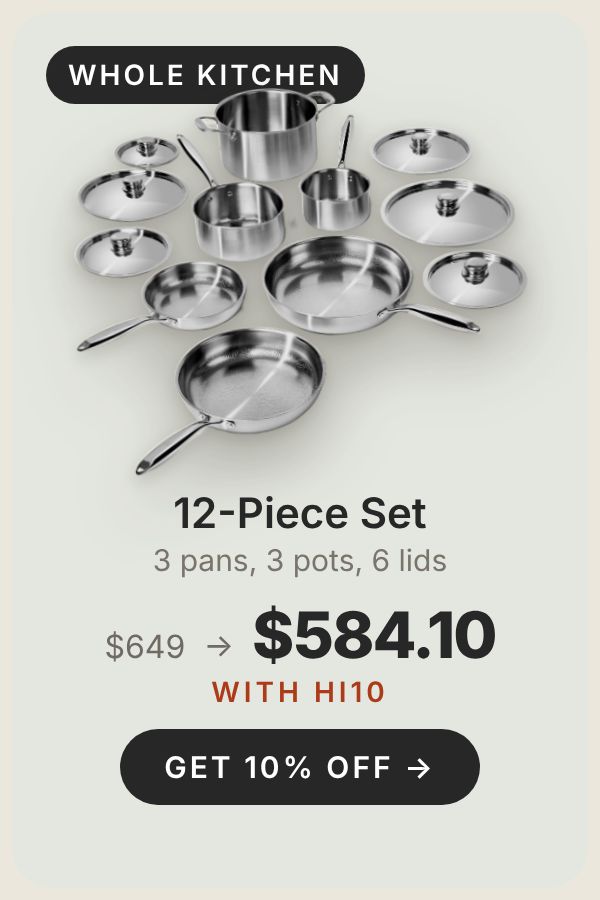 WHOLE KITCHEN
12-Piece Set
3 pans, 3 pots, 6 lids
$649 → $584.10
WITH HI10
GET 10% OFF →